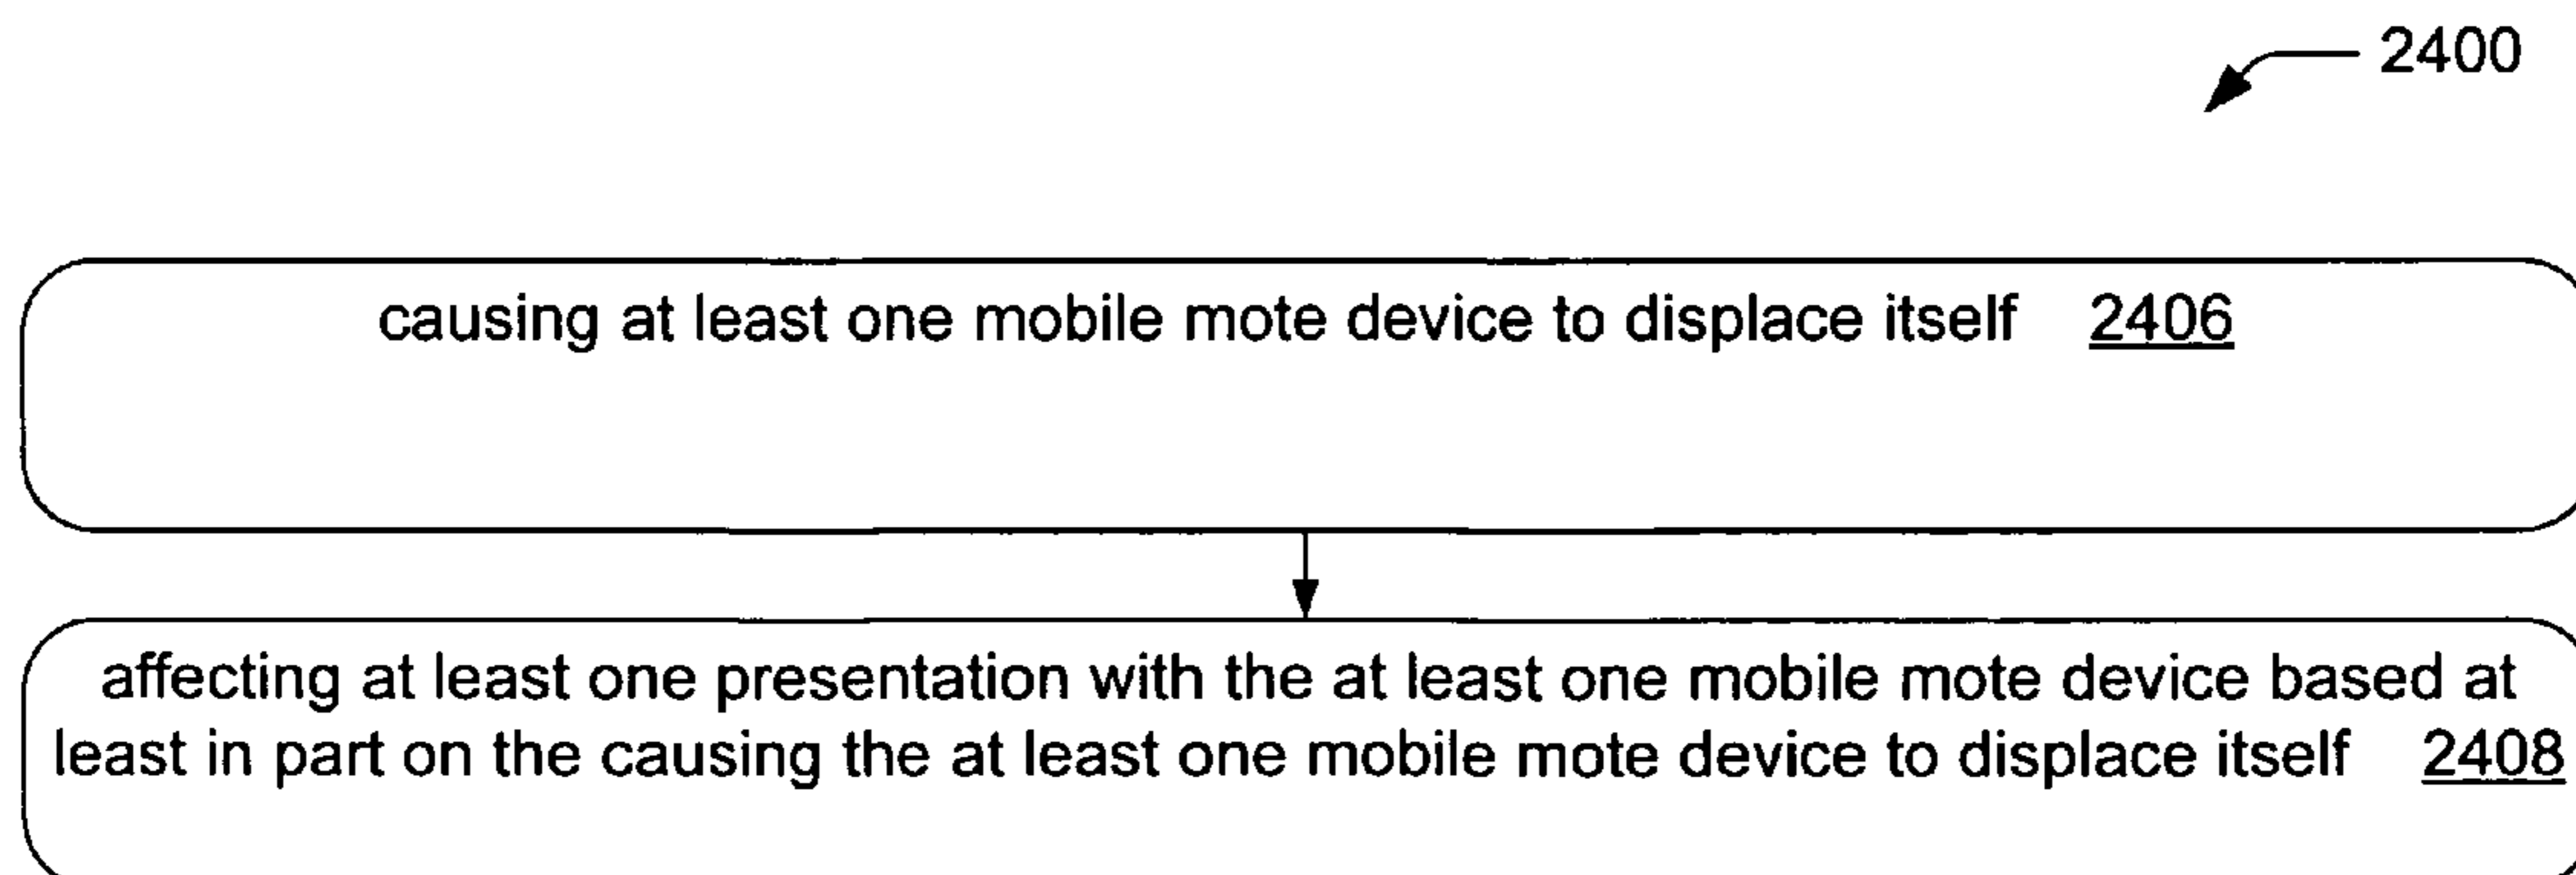 2400
causing at least one mobile mote device to displace itself 2406
affecting at least one presentation with the at least one mobile mote device based at
least in part on the causing the at least one mobile mote device to displace itself 2408